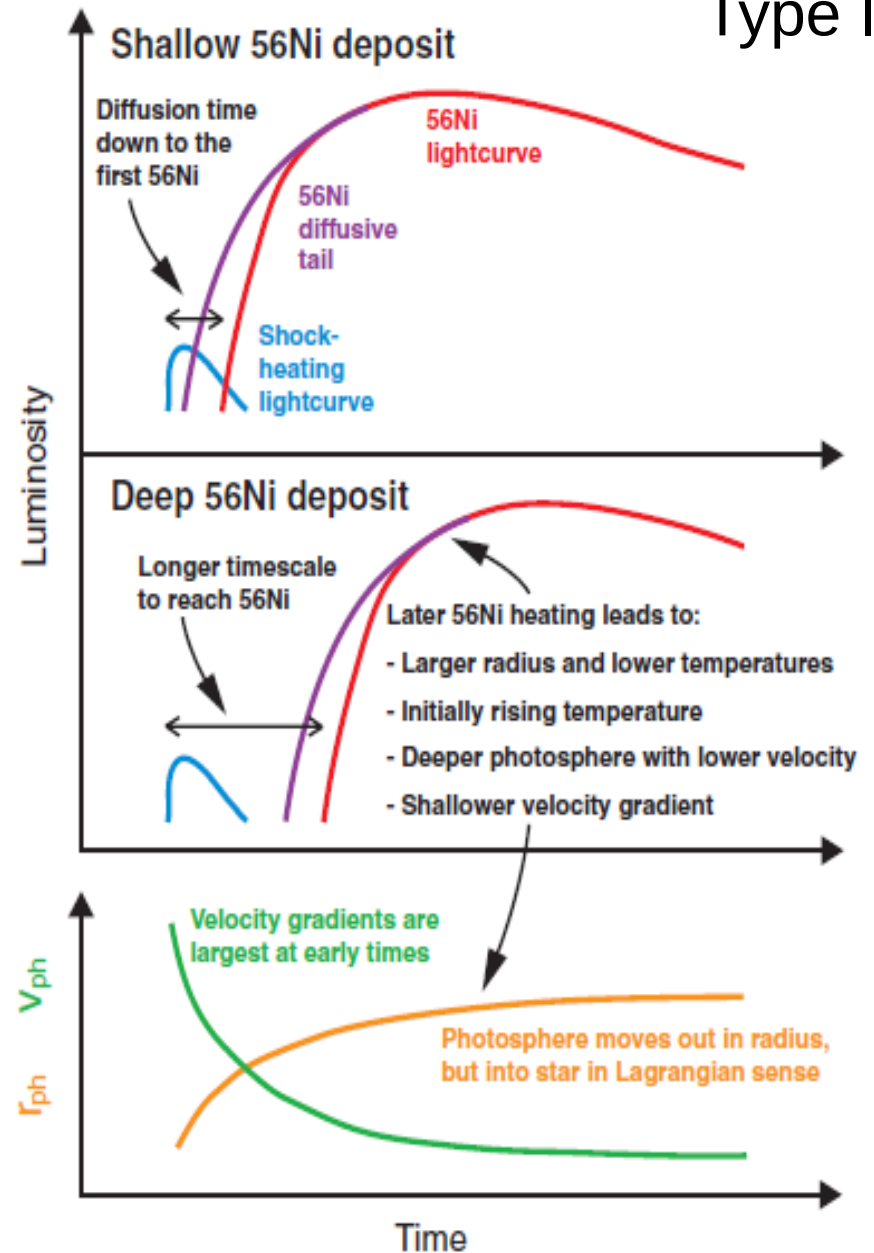 Type
Shallow 56Ni deposit
Diffusion time
down to the
first 56Ni
56Ni
lightcurve
56Ni
diffusive
tail
Shock-
heating
lightcurve
Luminosity
Deep 56Ni deposit
Longer timescale
to reach 56Ni
Later 56Ni heating leads to:
- Larger radius and lower temperatures
- Initially rising temperature
- Deeper photosphere with lower velocity
- Shallower velocity gradient
Velocity gradients are
largest at early times
vph
rph
Photosphere moves out in radius,
but into star in Lagrangian sense
Time